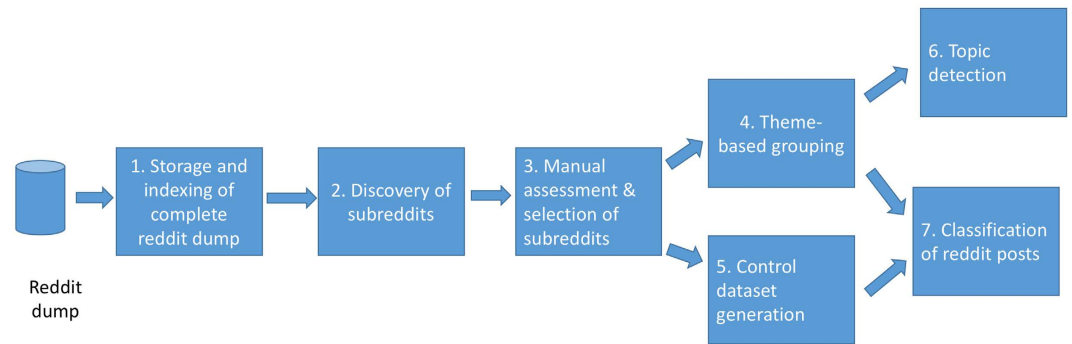 Reddit
dump
1. Storage and
indexing of
complete
reddit dump
2. Discovery of
subreddits
3. Manual
assessment &
selection of
subreddits
4. Theme-
based grouping
5. Control
dataset
generation
6. Topic
detection
7. Classification
of reddit posts